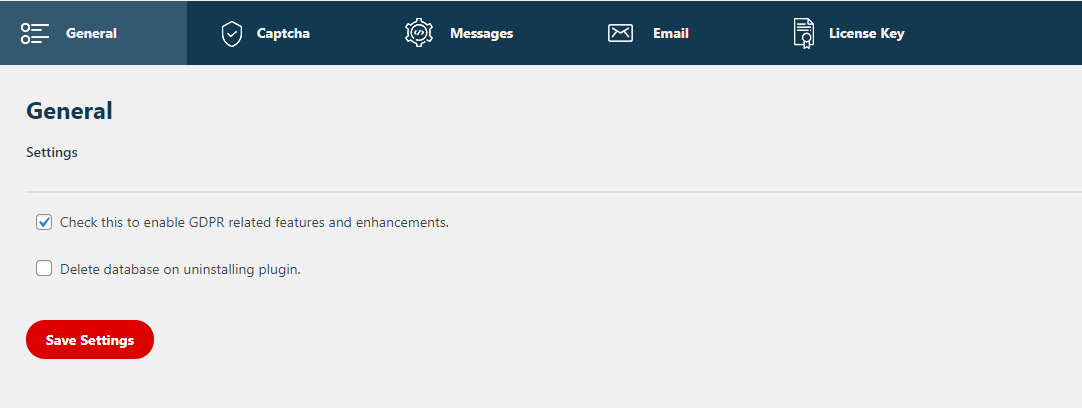 General
Captcha
Messages
Email
License Key
General
Settings
Check this to enable GDPR related features and enhancements.
Delete database on uninstalling plugin.
Save Settings